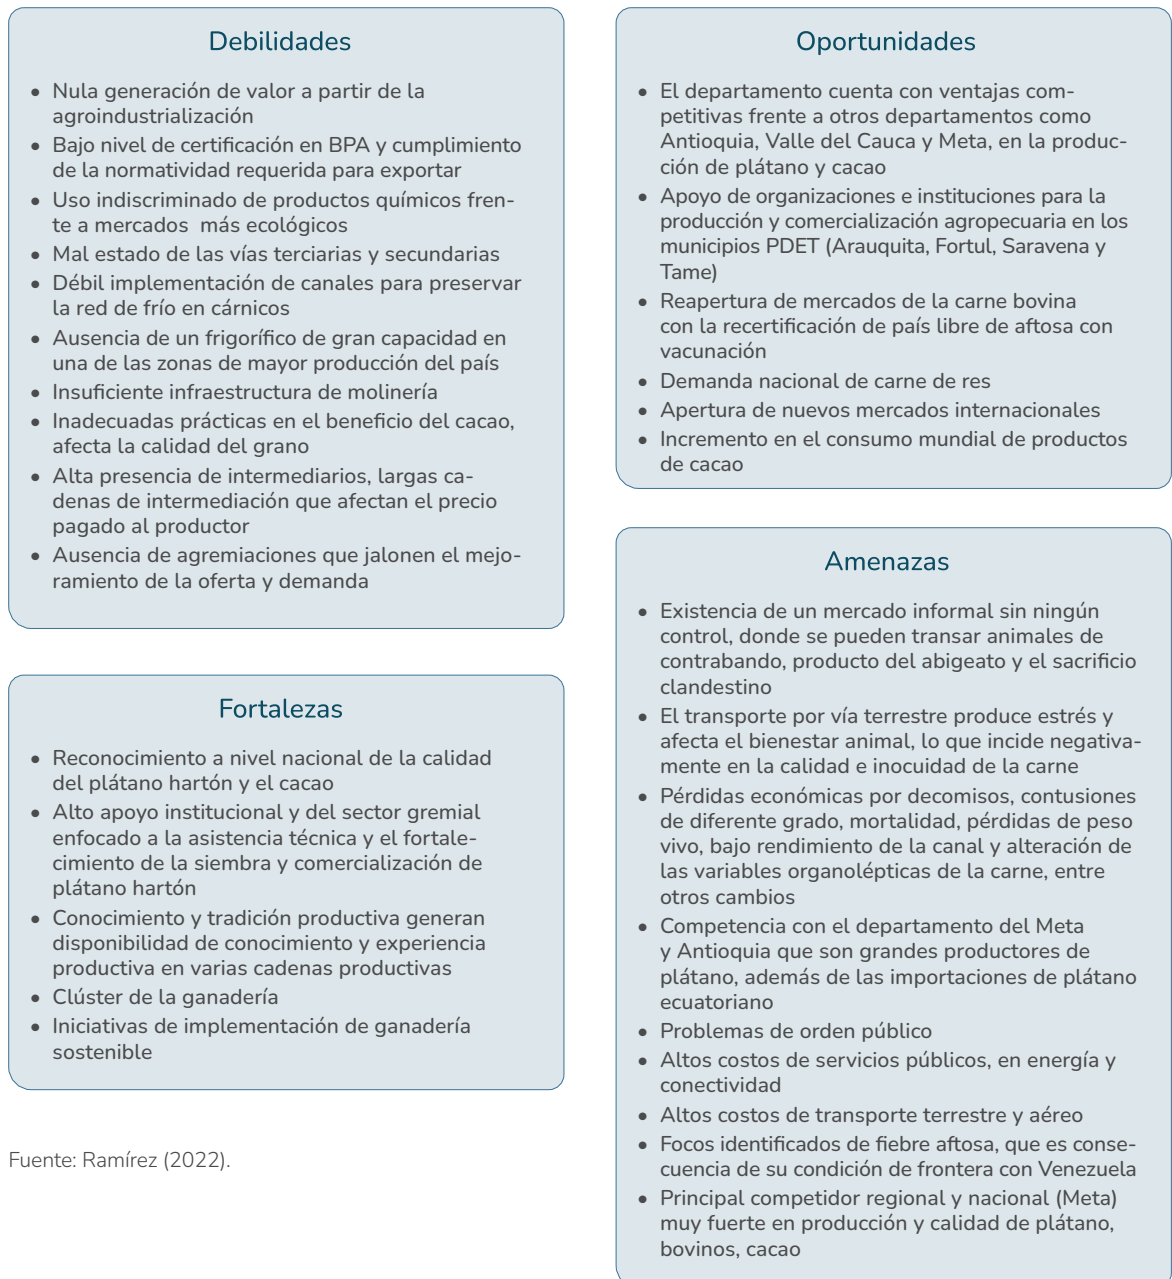 Debilidades
• Nula generación de valor a partir de la
agroindustrialización
• Bajo nivel de certificación en BPA y cumplimiento
de la normatividad requerida para exportar
• Uso indiscriminado de productos químicos fren-
te a mercados  más ecológicos
• Mal estado de las vías terciarias y secundarias
• Débil implementación de canales para preservar
la red de frío en cárnicos
• Ausencia de un frigorífico de gran capacidad en
una de las zonas de mayor producción del país
• Insuficiente infraestructura de molinería
• Inadecuadas prácticas en el beneficio del cacao,
afecta la calidad del grano
• Alta presencia de intermediarios, largas ca-
denas de intermediación que afectan el precio
pagado al productor
• Ausencia de agremiaciones que jalonen el mejo-
ramiento de la oferta y demanda
Fortalezas
• Reconocimiento a nivel nacional de la calidad
del plátano hartón y el cacao
• Alto apoyo institucional y del sector gremial
enfocado a la asistencia técnica y el fortale-
cimiento de la siembra y comercialización de
plátano hartón
• Conocimiento y tradición productiva generan
disponibilidad de conocimiento y experiencia
productiva en varias cadenas productivas
• Clúster de la ganadería
• Iniciativas de implementación de ganadería
sostenible
Fuente: Ramírez (2022).
Oportunidades
• El departamento cuenta con ventajas com-
petitivas frente a otros departamentos como
Antioquia, Valle del Cauca y Meta, en la produc-
ción de plátano y cacao
• Apoyo de organizaciones e instituciones para la
producción y comercialización agropecuaria en los
municipios PDET (Arauquita, Fortul, Saravena y
Tame)
• Reapertura de mercados de la carne bovina
con la recertificación de país libre de aftosa con
vacunación
• Demanda nacional de carne de res
• Apertura de nuevos mercados internacionales
• Incremento en el consumo mundial de productos
de cacao
Amenazas
• Existencia de un mercado informal sin ningún
control, donde se pueden transar animales de
contrabando, producto del abigeato y el sacrificio
clandestino
• El transporte por vía terrestre produce estrés y
afecta el bienestar animal, lo que incide negativa-
mente en la calidad e inocuidad de la carne
• Pérdidas económicas por decomisos, contusiones
de diferente grado, mortalidad, pérdidas de peso
vivo, bajo rendimiento de la canal y alteración de
las variables organolépticas de la carne, entre
otros cambios
• Competencia con el departamento del Meta
y Antioquia que son grandes productores de
plátano, además de las importaciones de plátano
ecuatoriano
• Problemas de orden público
• Altos costos de servicios públicos, en energía y
conectividad
• Altos costos de transporte terrestre y aéreo
• Focos identificados de fiebre aftosa, que es conse-
cuencia de su condición de frontera con Venezuela
• Principal competidor regional y nacional (Meta)
muy fuerte en producción y calidad de plátano,
bovinos, cacao